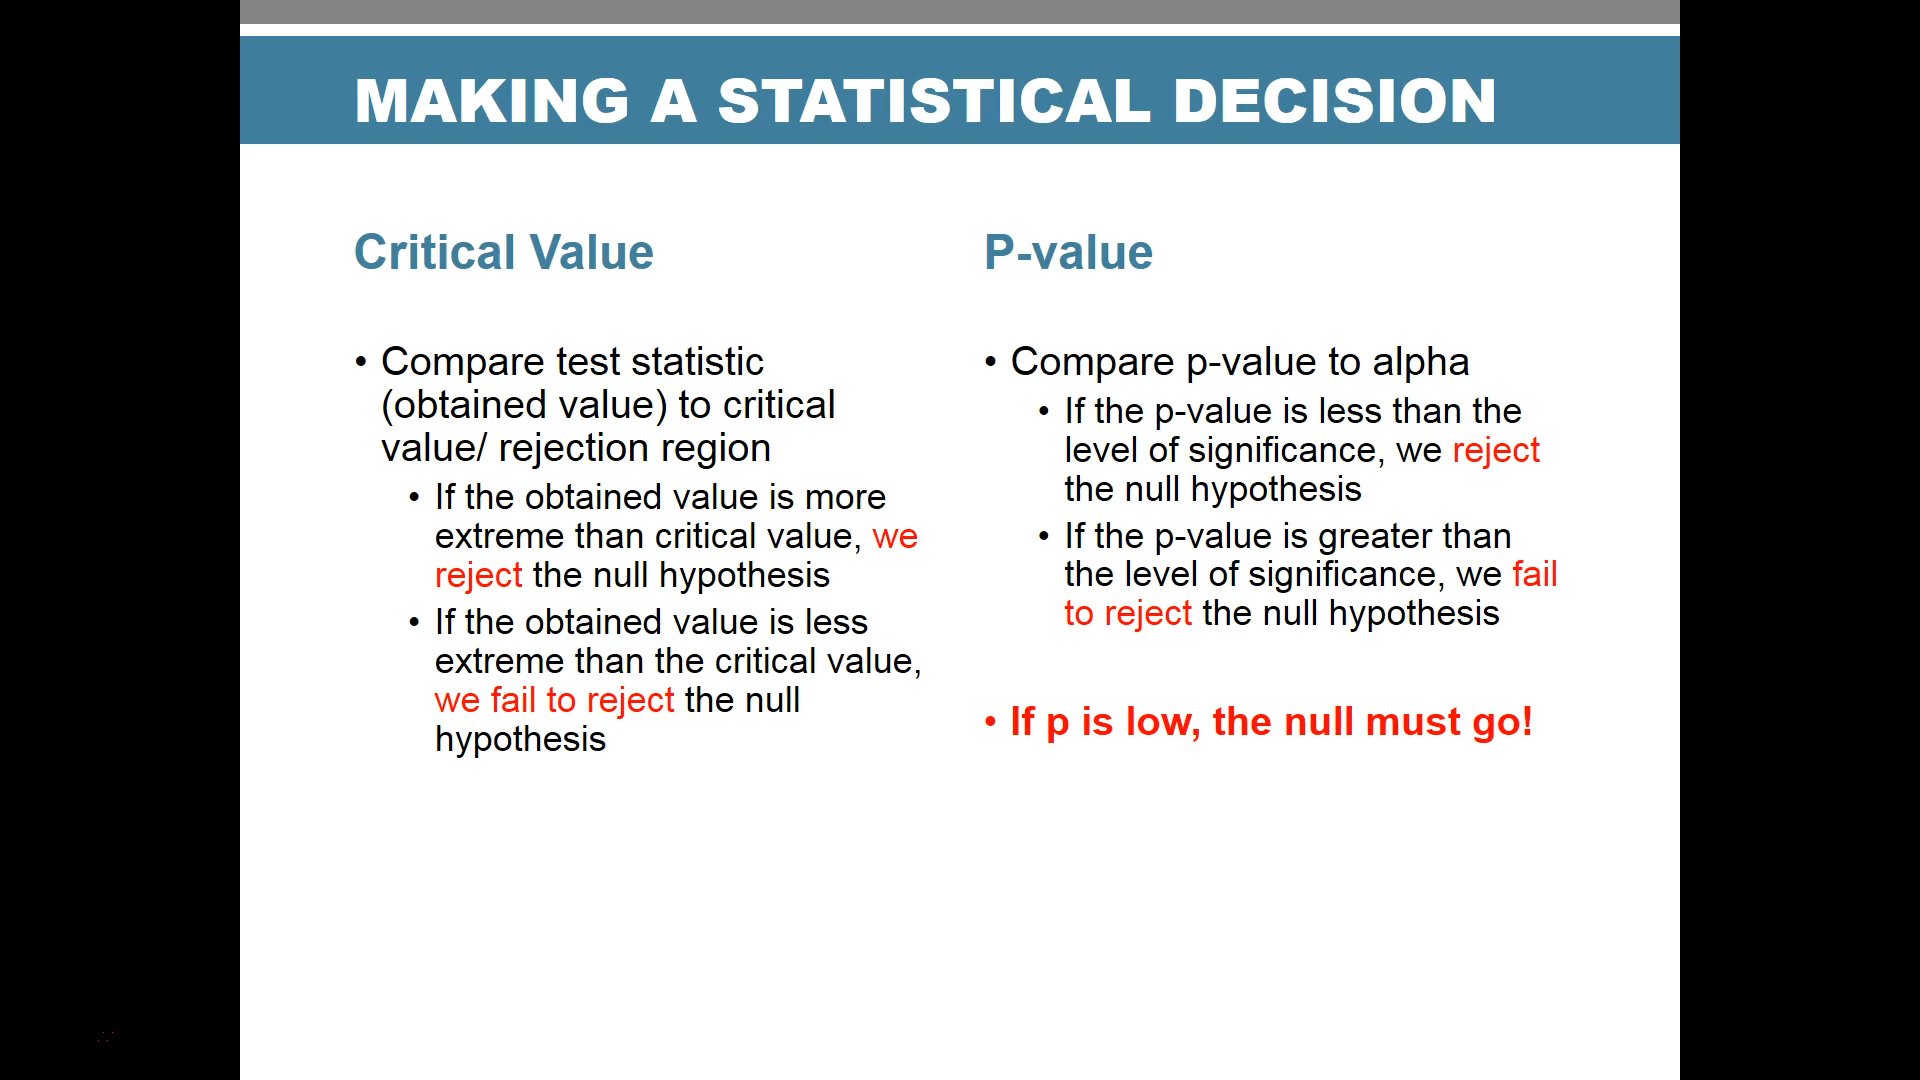 MAKING A STATISTICAL DECISION
Critical Value
• Compare test statistic
(obtained value) to critical
value/ rejection region
• If the obtained value is more
extreme than critical value, we
reject the null hypothesis
• If the obtained value is less
extreme than the critical value,
we fail to reject the null
hypothesis
P-value
• Compare p-value to alpha
• If the p-value is less than the
level of significance, we reject
the null hypothesis
• If the p-value is greater than
the level of significance, we fail
to reject the null hypothesis
• If p is low, the null must go!